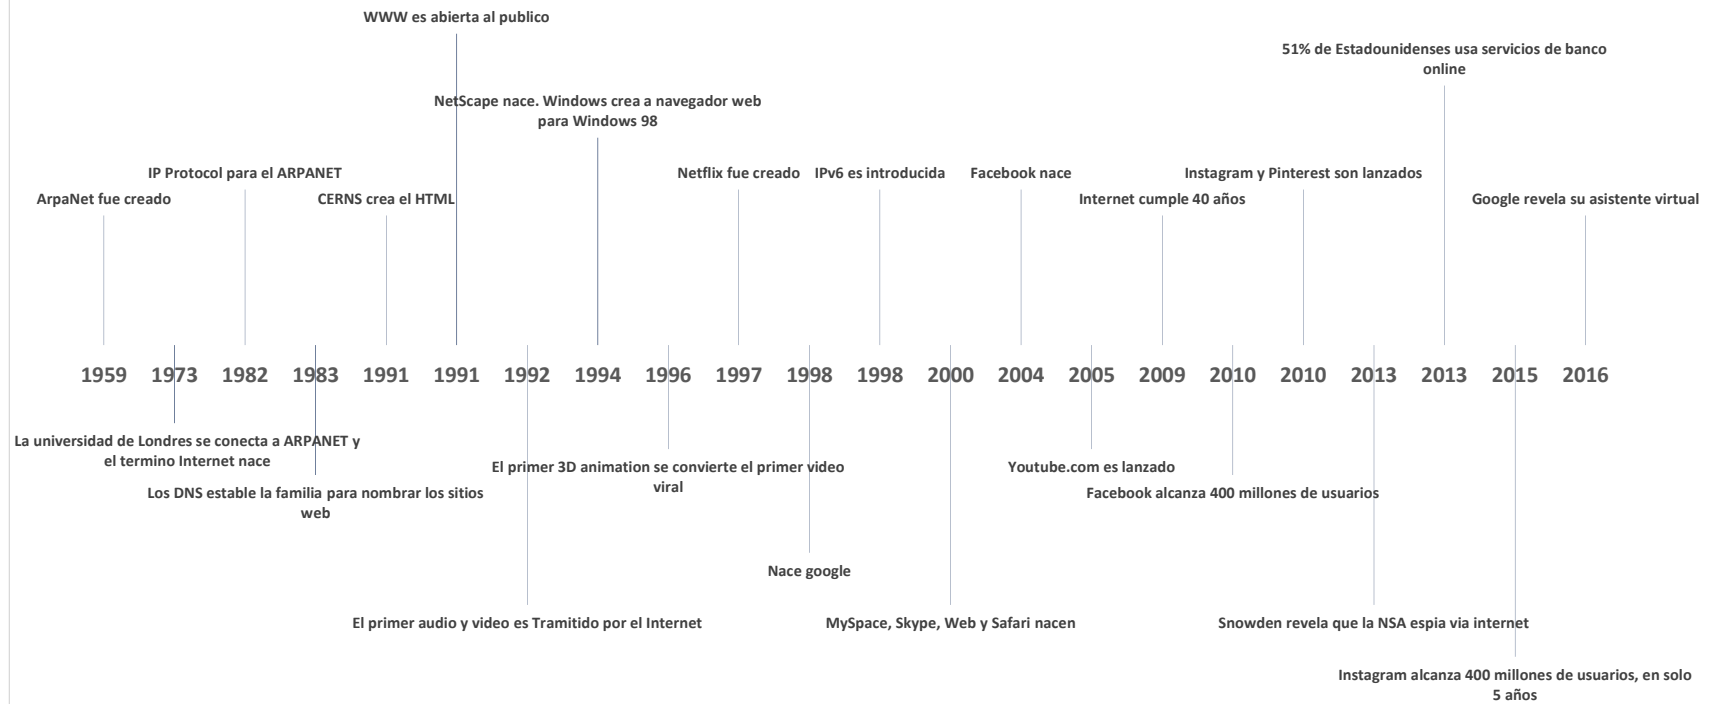 WWW es abierta al publico
51% de Estadounidenses usa servicios de banco
online
NetScape nace. Windows crea a navegador web
para Windows 98
IP Protocol para el ARPANET
Netflix fue creado
IPv6 es introducida
Facebook nace
Instagram y Pinterest son lanzados
ArpaNet fue creado
CERNS crea el HTML
Internet cumple 40 años
Google revela su asistente virtual
1959 1973 1982 1983 1991 1991 1992 1994 1996 1997 1998 1998 2000 2004 2005 2009 2010 2010 2013 2013 2015 2016
La universidad de Londres se conecta a ARPANET y
el termino Internet nace
El primer 3D animation se convierte el primer video
viral
Youtube.com es lanzado
Los DNS estable la familia para nombrar los sitios
web
Facebook alcanza 400 millones de usuarios
Nace google
El primer audio y video es Tramitido por el Internet
MySpace, Skype, Web y Safari nacen
Snowden revela que la NSA espia via internet
Instagram alcanza 400 millones de usuarios, en solo
5 años